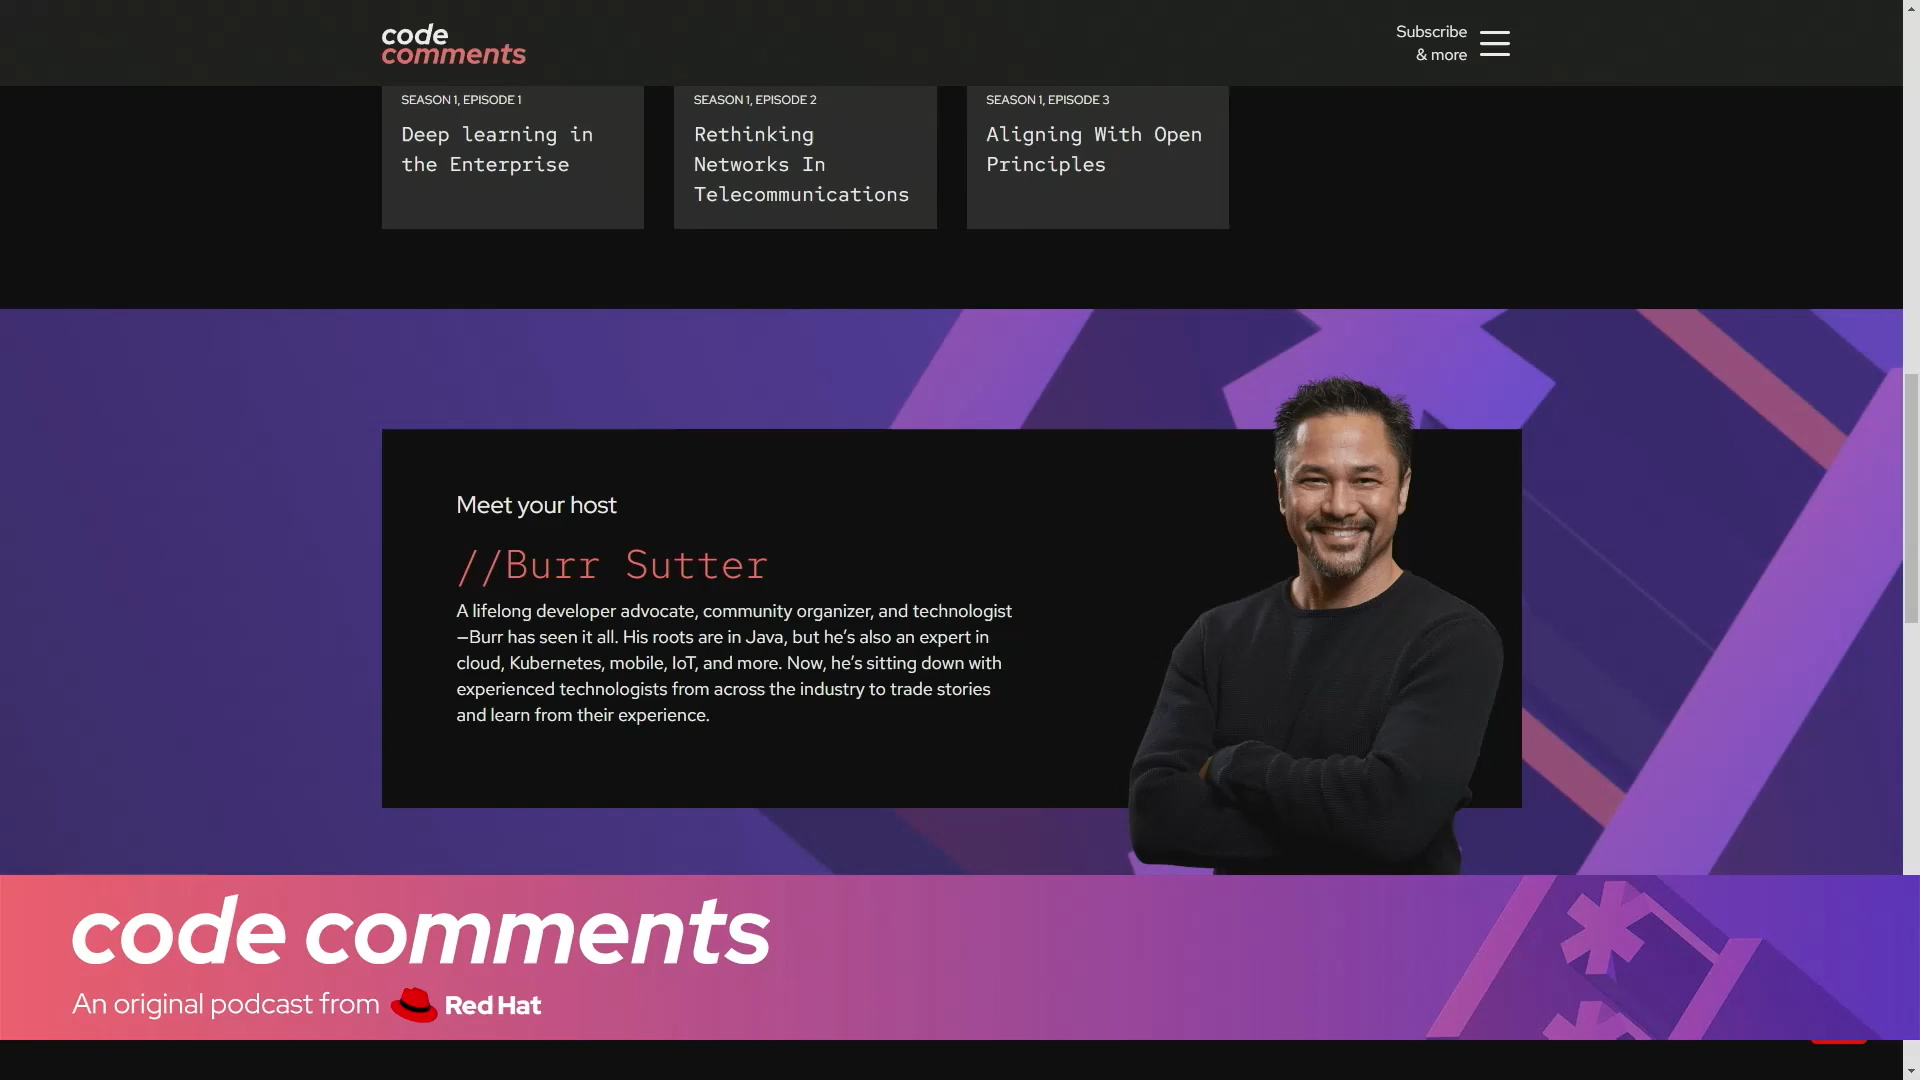 code
comments
Subscribe
& more
SEASON 1, EPISODE 1
Deep learning in
the Enterprise
SEASON 1, EPISODE 2
Rethinking
Networks In
Telecommunications
SEASON 1, EPISODE 3
Aligning With Open
Principles
Meet your host
//Burr Sutter
A lifelong developer advocate, community organizer, and technologist
—Burr has seen it all. His roots are in Java, but he’s also an expert in
cloud, Kubernetes, mobile, IoT, and more. Now, he’s sitting down with
experienced technologists from across the industry to trade stories
and learn from their experience.
code comments
An original podcast from Red Hat